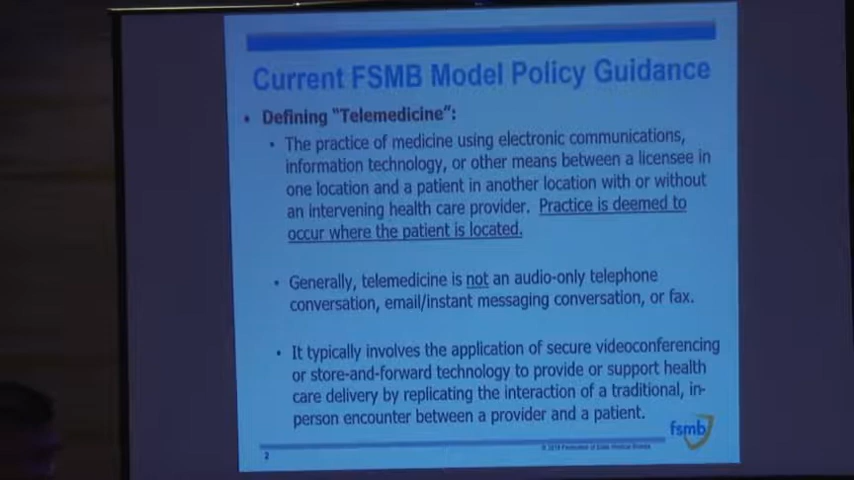 Current FSMB Model Policy Guidance
• Defining "Telemedicine":
• The practice of medicine using electronic communications,
information technology, or other means between a licensee in
one location and a patient in another location with or without
an intervening health care provider. Practice is deemed to
occur where the patient is located.
• Generally, telemedicine is not an audio-only telephone
conversation, email/instant messaging conversation, or fax.
• It typically involves the application of secure videoconferencing
or store-and-forward technology to provide or support health
care delivery by replicating the interaction of a traditional, in-
person encounter between a provider and a patient.
fsmb
2